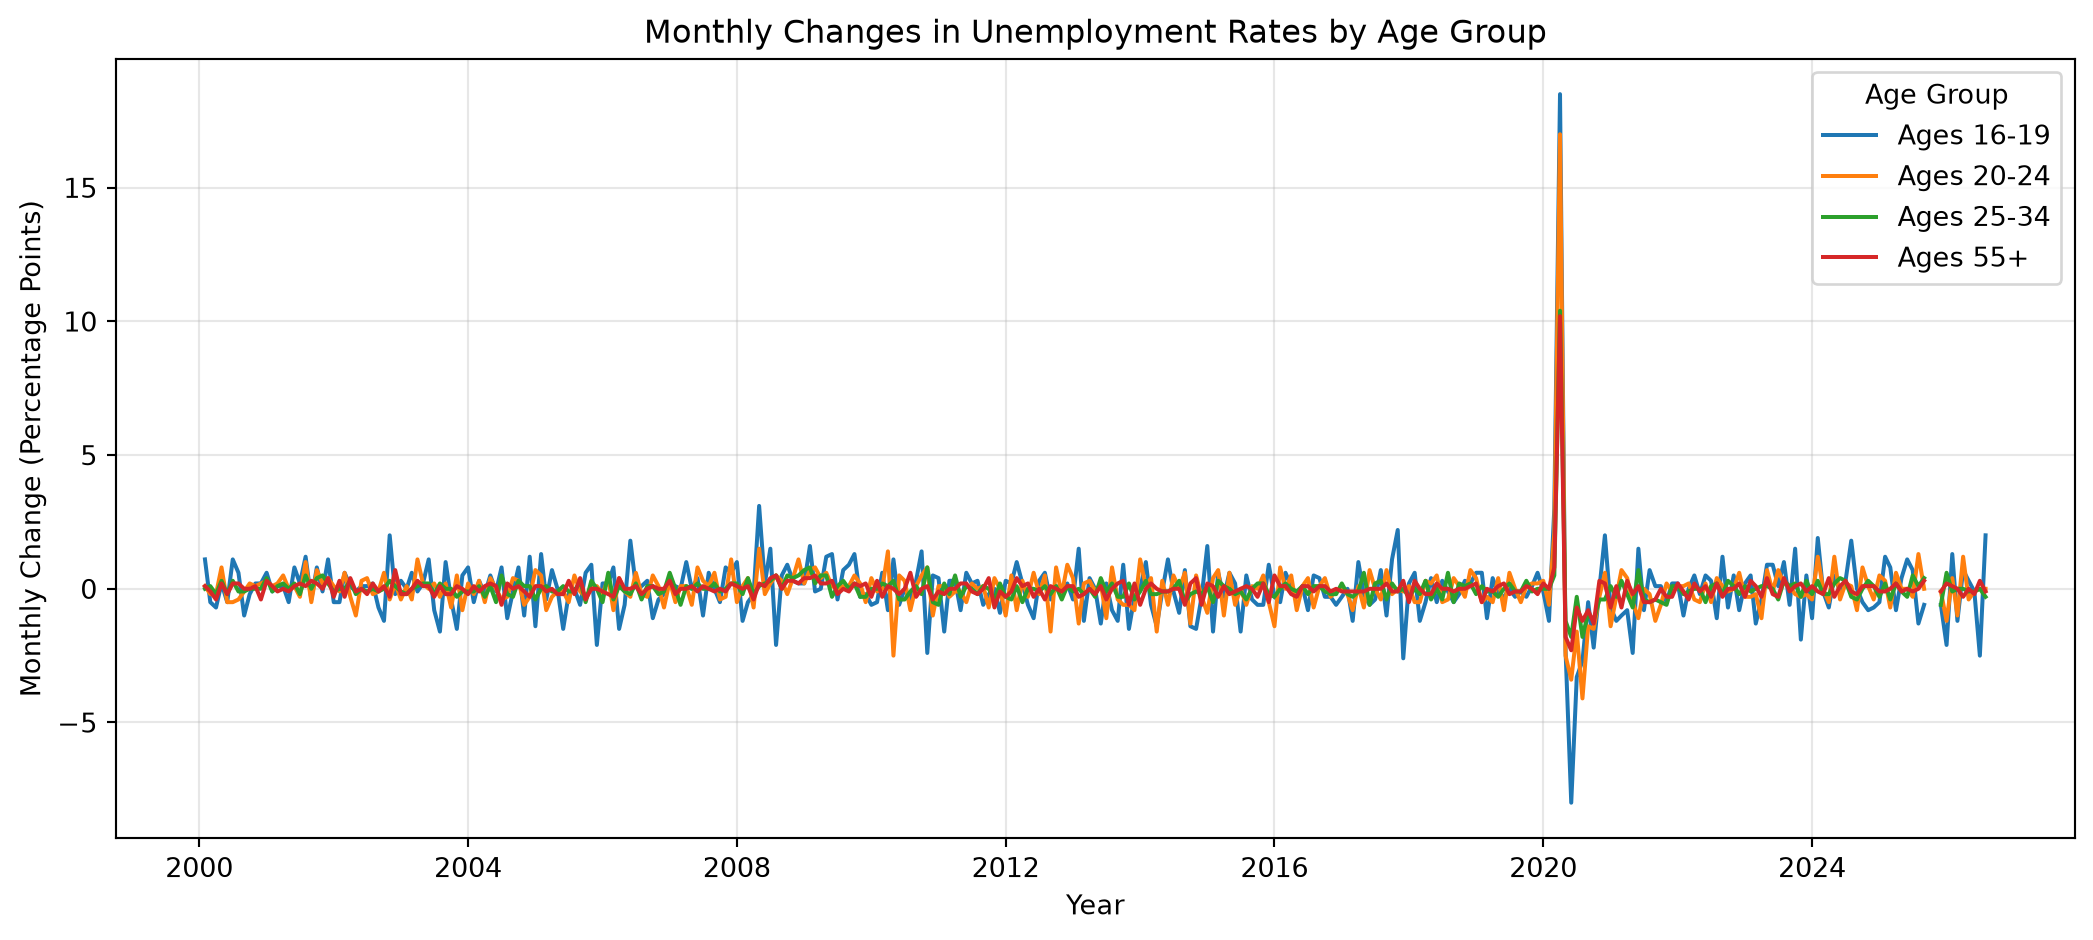 Monthly Changes in Unemployment Rates by Age Group
Monthly Change (Percentage Points)
15
10
5
0
−5
2000
2004
2008
2012
2016
2020
2024
Year
Age Group
Ages 16-19
Ages 20-24
Ages 25-34
Ages 55+